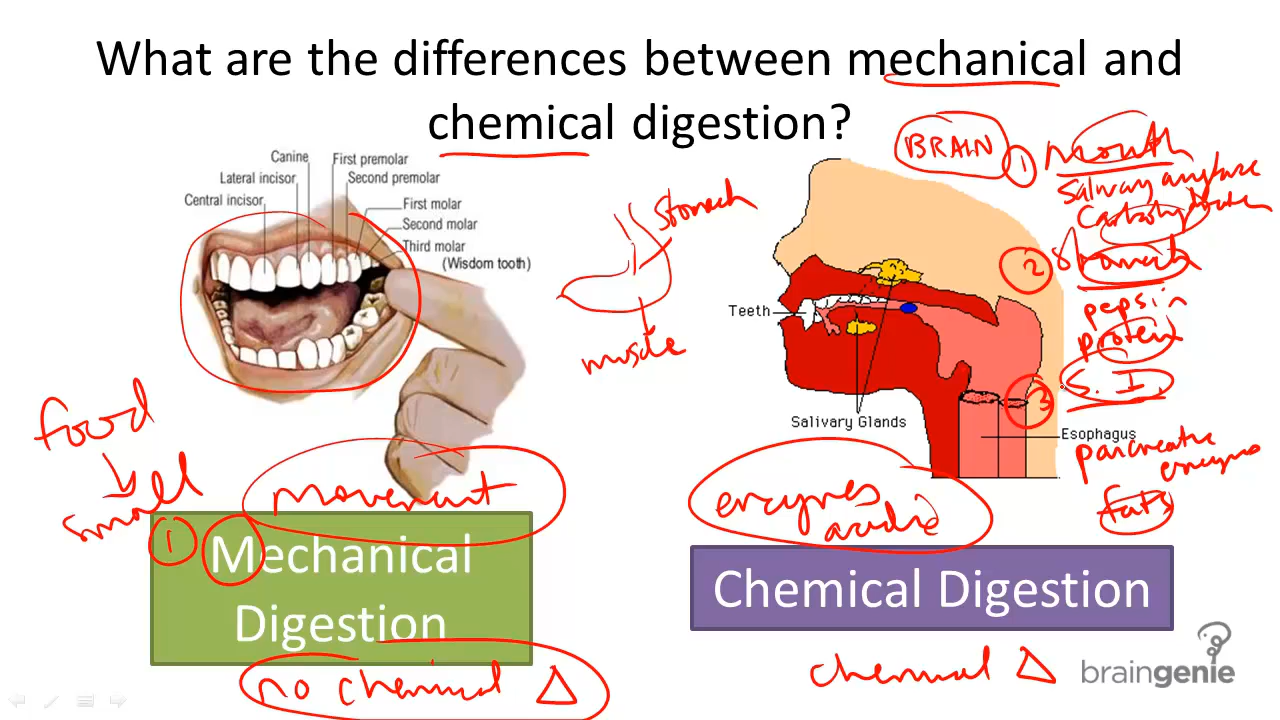 What are the differences between mechanical and
chemical digestion?
BRAIN
1
Mouth
Salivary amylase
Carbohydrates
Canine
First premolar
Lateral incisor
Second premolar
Central incisor
First molar
Second molar
Third molar
(Wisdom tooth)
Stomach
muscle
2
Stomach
pepsin
protein
Teeth
3
S. I.
Salivary Glands
Esophagus
pancreatic
enzymes
fats
food
small
movement
enzymes
1
Mechanical
Digestion
Chemical Digestion
no chemical Δ
chemical Δ
braingenie